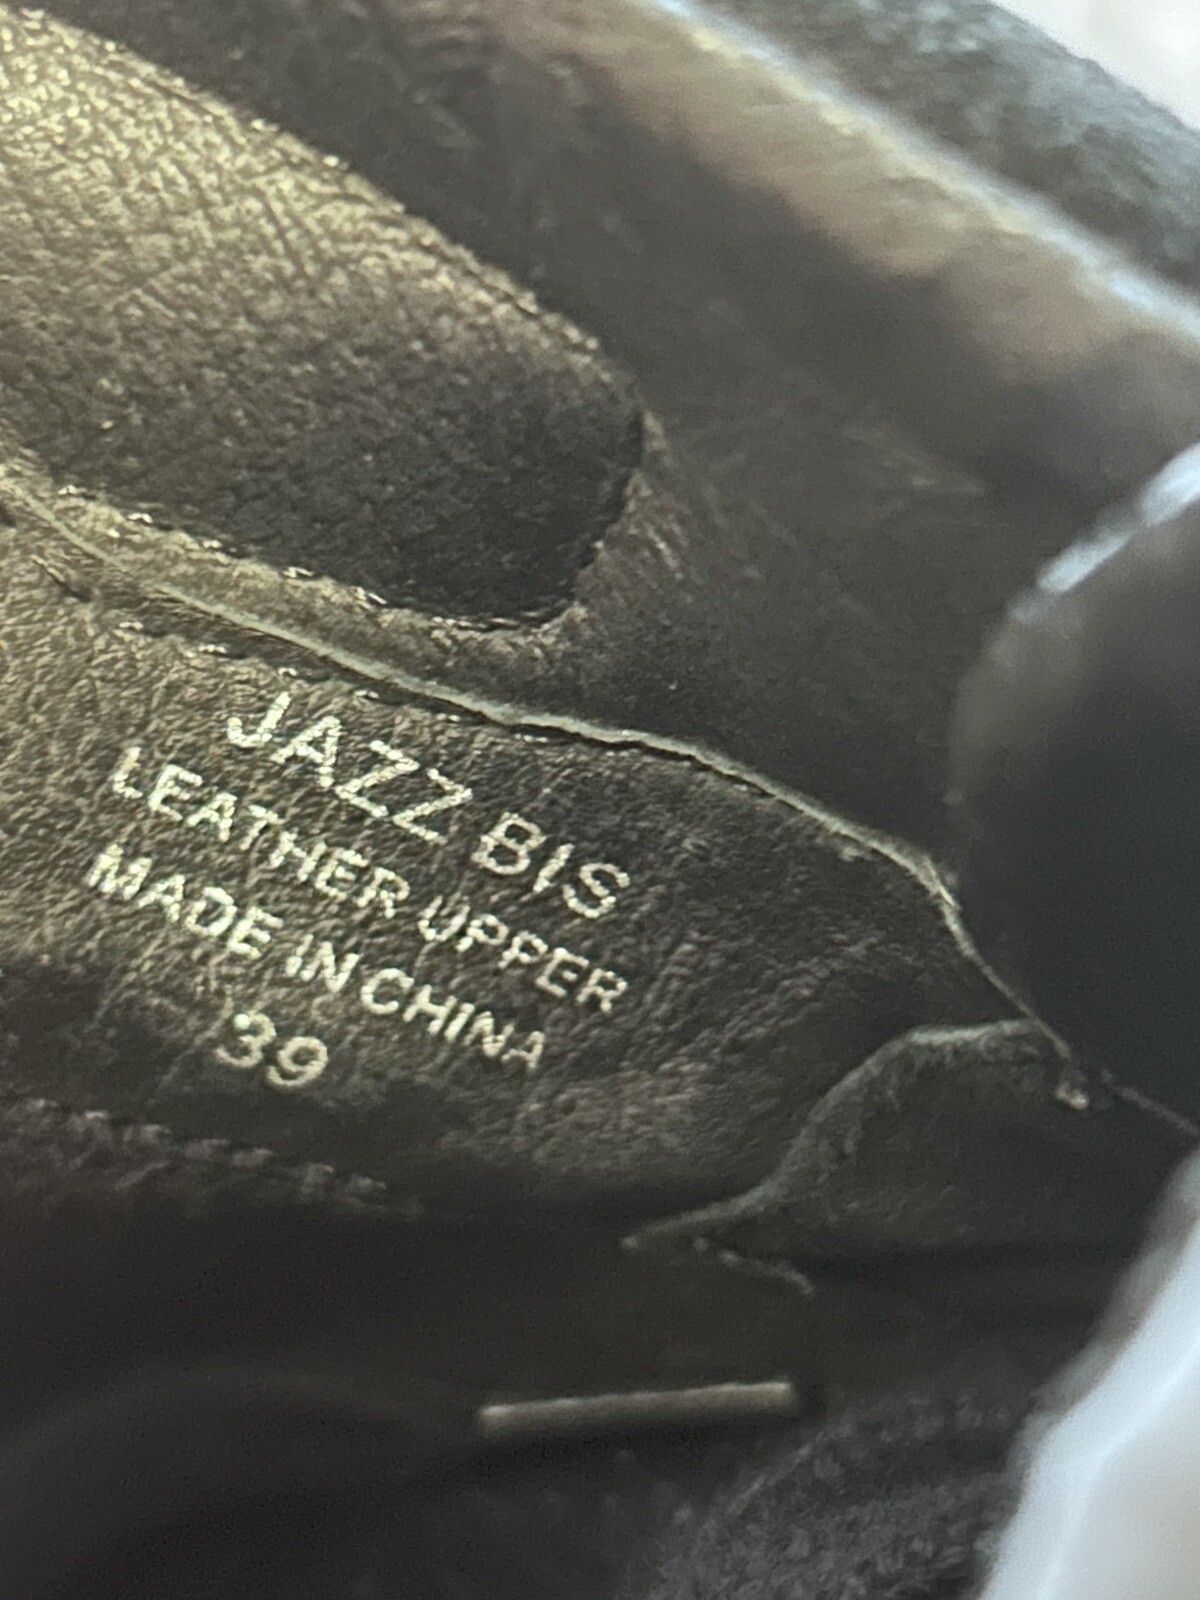 JAZZ BIS
LEATHER UPPER
MADE IN CHINA
39